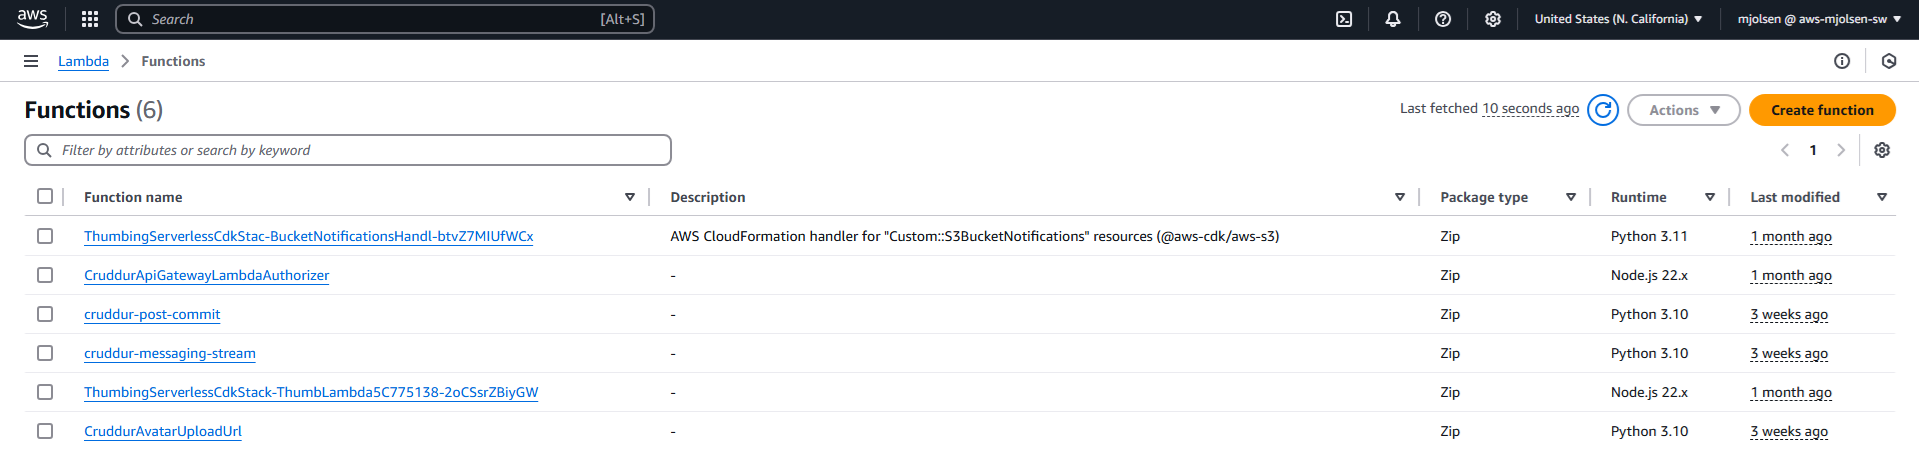 aws Search [Alt+S] United States (N. California) mjolsen @ aws-mjolsen-sw
Lambda Functions
Functions (6) Last fetched 10 seconds ago Actions Create function
Filter by attributes or search by keyword 1
Function name Description Package type Runtime Last modified
ThumbingServerlessCdkStac-BucketNotificationsHandl-btvZ7MIUfWCx AWS CloudFormation handler for "Custom::S3BucketNotifications" resources (@aws-cdk/aws-s3) Zip Python 3.11 1 month ago
CruddurApiGatewayLambdaAuthorizer - Zip Node.js 22.x 1 month ago
cruddur-post-commit - Zip Python 3.10 3 weeks ago
cruddur-messaging-stream - Zip Python 3.10 3 weeks ago
ThumbingServerlessCdkStack-ThumbLambda5C775138-2oCSsrZBiyGW - Zip Node.js 22.x 1 month ago
CruddurAvatarUploadUrl - Zip Python 3.10 3 weeks ago